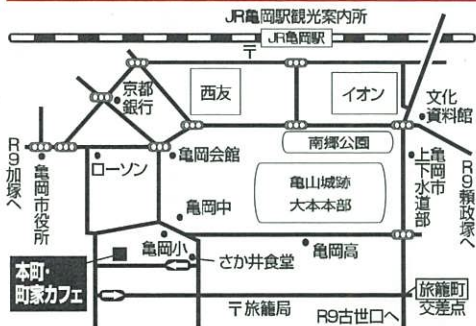 JR亀岡駅観光案内所
JR亀岡駅
〒
京都
銀行
西友
イオン
文化
資料館
南郷公園
R9加塚へ
亀岡市役所
ローソン
亀岡会館
亀山城跡
大本本部
亀岡市
上下水道部
R9頼政塚へ
亀岡中
亀岡小
さか井食堂
亀岡高
本町・
町家カフェ
〒旅籠局
R9古世口へ
旅籠町
交差点